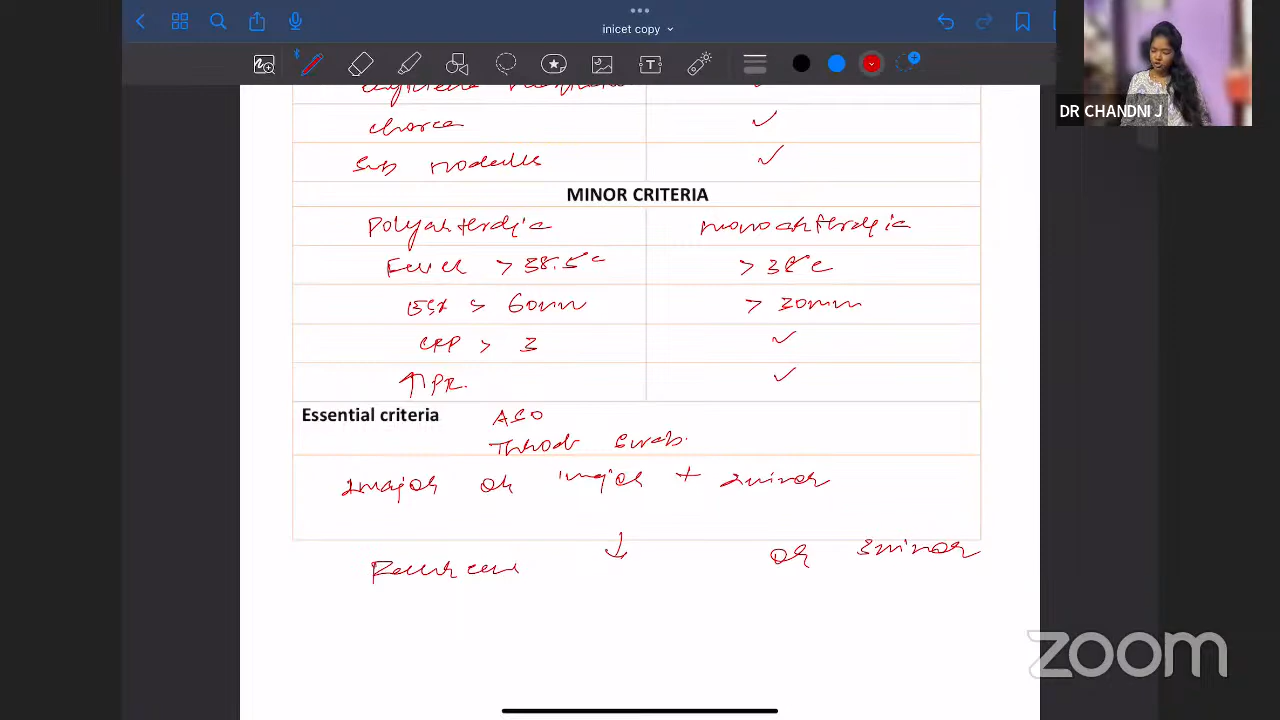 inicet copy
DR CHANDNI J
chorea
Sub nodules
MINOR CRITERIA
Polyarthralgia monoarthralgia
Fever > 38.5°C > 38°C
ESR > 60mm > 30mm
CRP > 3
↑PR.
Essential criteria ASO
Throat swab.
2major or 1major + 2minor
↓
or 3minor
Recurrence
zoom